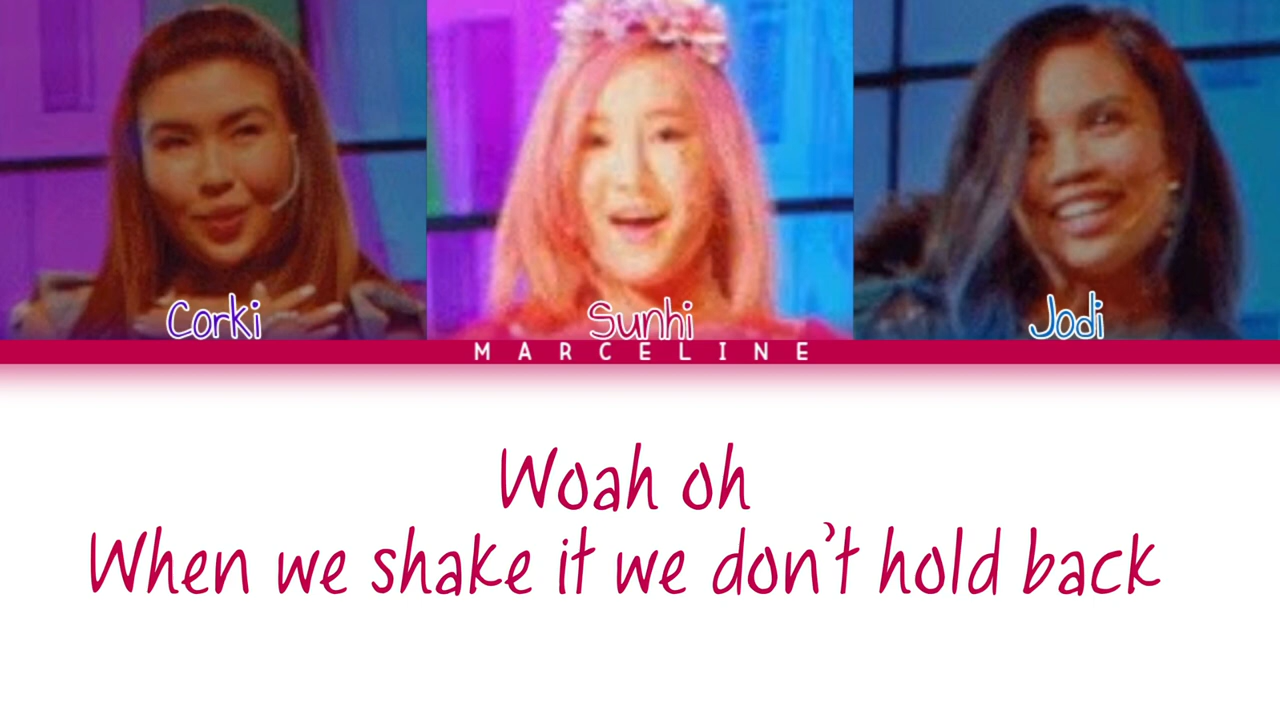 Corki
Sunhi
Jodi
MARCELINE
Woah oh
When we shake it we don't hold back